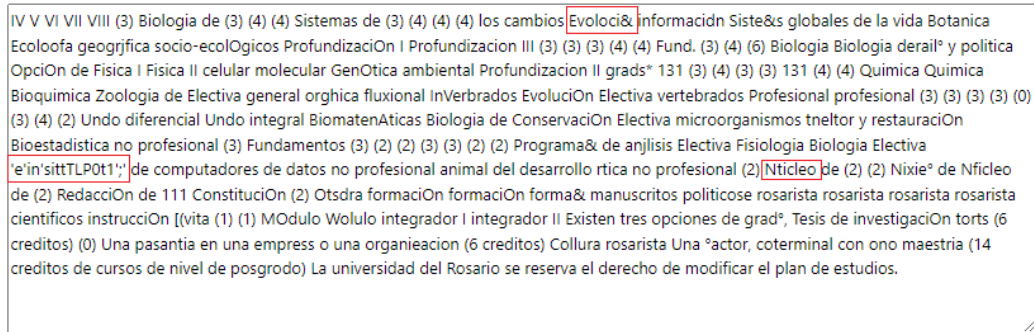 IV V VI VII VIII (3) Biologia de (3) (4) (4) Sistemas de (3) (4) (4) (4) los cambios Evoloci& informacidn Siste&s globales de la vida Botanica
Ecoloofa geogrjfica socio-ecolOgicos ProfundizaciOn I Profundizacion III (3) (3) (3) (4) (4) Fund. (3) (4) (6) Biologia Biologia derail° y politica
OpciOn de Fisica I Fisica II celular molecular GenOtica ambiental Profundizacion II grads* 131 (3) (4) (3) (3) 131 (4) (4) Quimica Quimica
Bioquimica Zoologia de Electiva general orghica fluxional InVerbrados EvoluciOn Electiva vertebrados Profesional profesional (3) (3) (3) (3) (0)
(3) (4) (2) Undo diferencial Undo integral BiomatenAticas Biologia de ConservaciOn Electiva microorganismos tneltor y restauraciOn
Bioestadistica no profesional (3) Fundamentos (3) (2) (2) (3) (3) (2) (2) Programa& de anjlisis Electiva Fisiologia Biologia Electiva
'e'in'sittTLP0t1';' de computadores de datos no profesional animal del desarrollo rtica no profesional (2) Nticleo de (2) (2) Nixie° de Nficleo
de (2) RedacciOn de 111 ConstituciOn (2) Otsdra formaciOn formaciOn forma& manuscritos politicose rosarista rosarista rosarista rosarista
cientificos instrucciOn [(vita (1) (1) MOdulo Wolulo integrador I integrador II Existen tres opciones de grad°, Tesis de investigaciOn torts (6
creditos) (0) Una pasantia en una empress o una organieacion (6 creditos) Collura rosarista Una °actor, coterminal con ono maestria (14
creditos de cursos de nivel de posgrodo) La universidad del Rosario se reserva el derecho de modificar el plan de estudios.